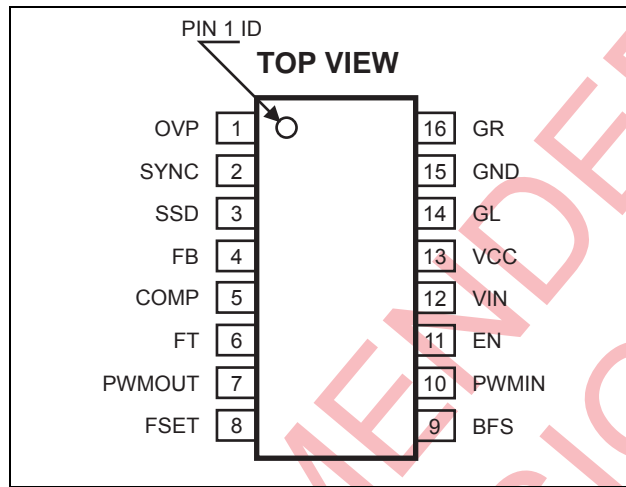 PIN 1 ID
TOP VIEW
OVP 1 16 GR
SYNC 2 15 GND
SSD 3 14 GL
FB 4 13 VCC
COMP 5 12 VIN
FT 6 11 EN
PWMOUT 7 10 PWMIN
FSET 8 9 BFS